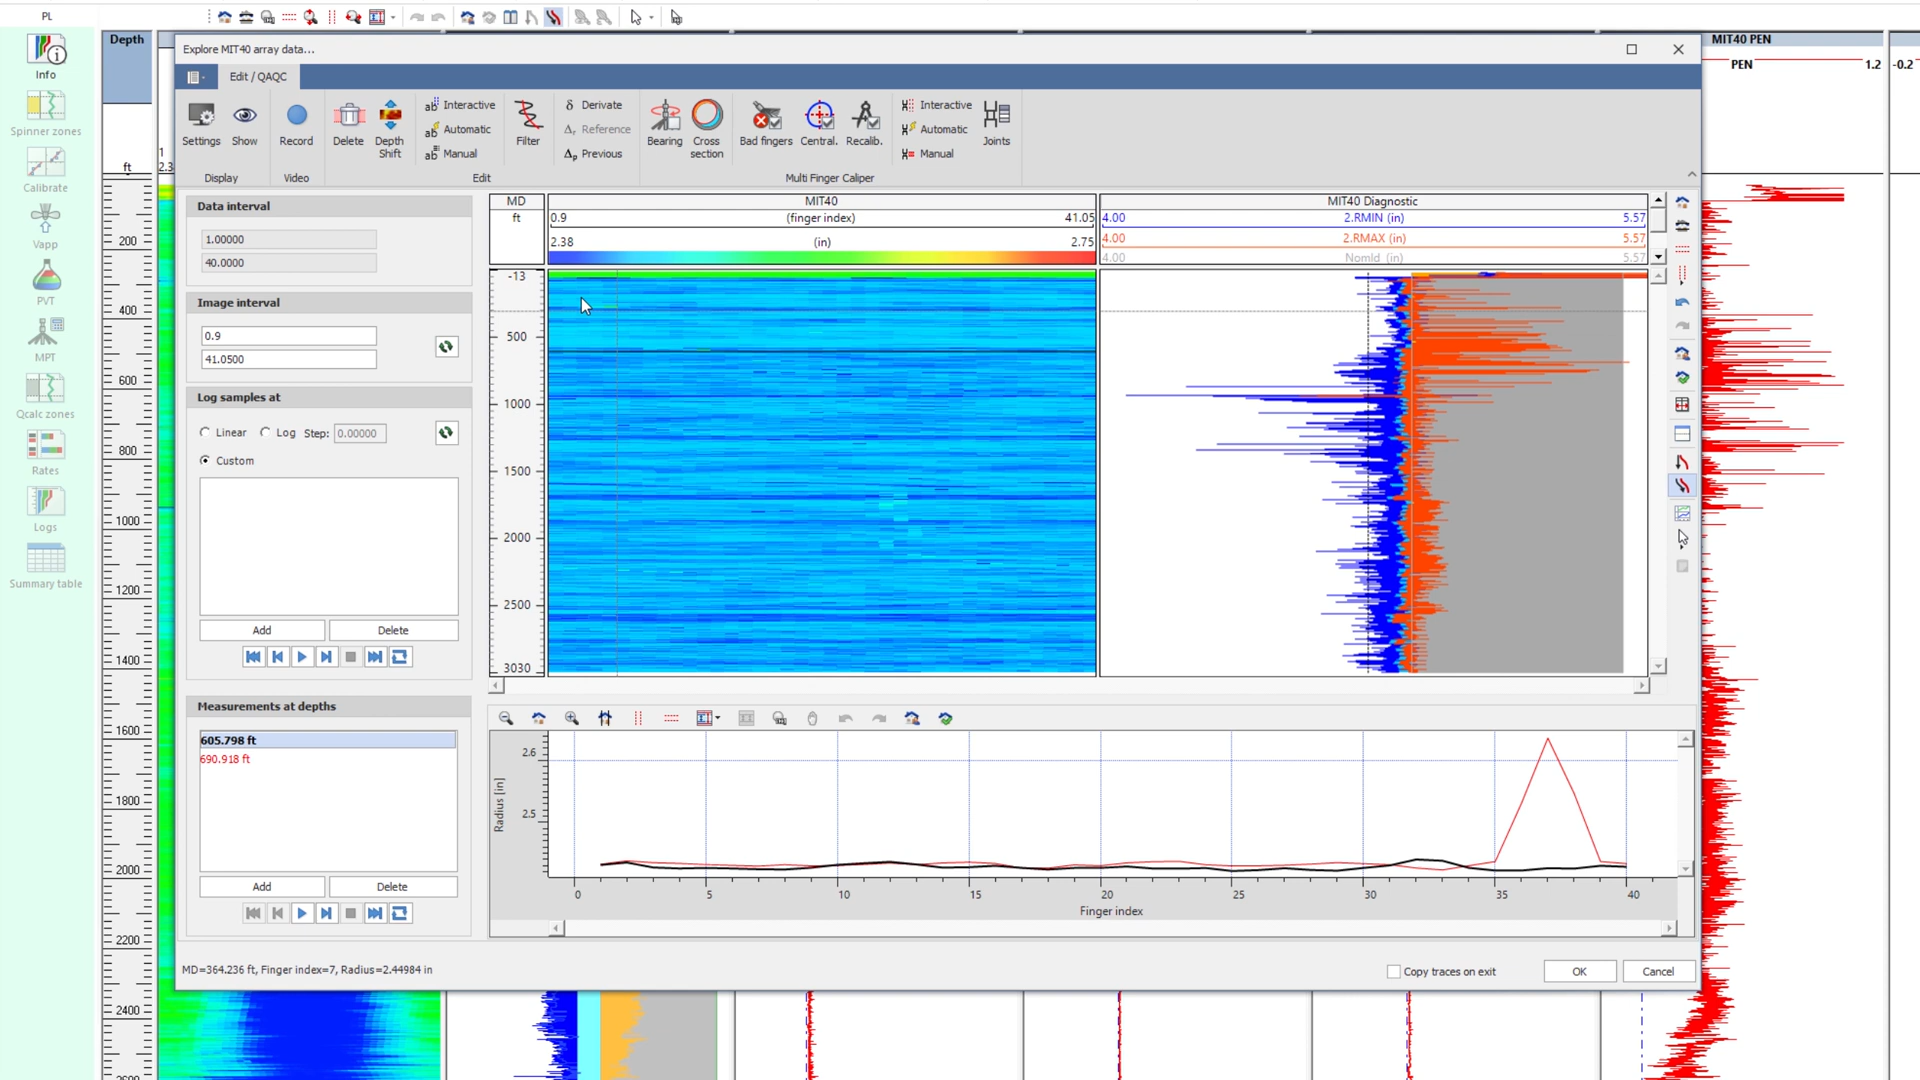 PL
Info
Spinner zones
Calibrate
Vapp
PVT
MPT
Qcalc zones
Rates
Logs
Summary table
Depth
ft
1
2.3
200
400
600
800
1000
1200
1400
1600
1800
2000
2200
2400
Explore MIT40 array data...
Edit / QAQC
Settings
Show
Display
Record
Video
Delete
Depth
Shift
Interactive
Automatic
Manual
Filter
δ Derivate
Δr Reference
Δp Previous
Edit
Bearing
Cross
section
Bad fingers
Central.
Recalib.
Interactive
Automatic
Manual
Joints
Multi Finger Caliper
Data interval
1.00000
40.0000
Image interval
0.9
41.0500
Log samples at
Linear Log Step: 0.00000
Custom
Add Delete
Measurements at depths
605.798 ft
690.918 ft
Add Delete
MD
ft
MIT40
0.9 (finger index) 41.05
2.38 (in) 2.75
MIT40 Diagnostic
4.00 2.RMIN (in) 5.57
4.00 2.RMAX (in) 5.57
4.00 NomId (in) 5.57
-13
500
1000
1500
2000
2500
3030
2.6
2.5
Radius [in]
0 5 10 15 20 25 30 35 40
Finger index
MD=364.236 ft, Finger index=7, Radius=2.44984 in
Copy traces on exit
OK
Cancel
MIT40 PEN
PEN 1.2
-0.2